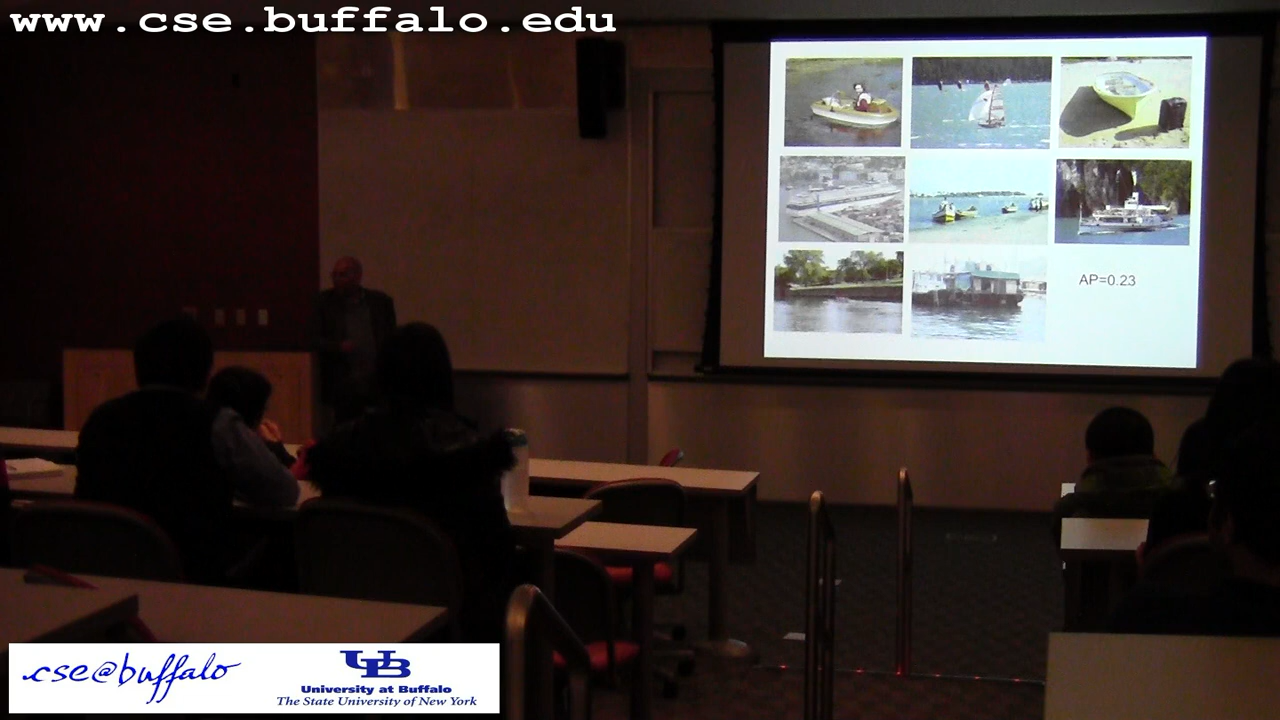 www.cse.buffalo.edu
AP=0.23
cse@buffalo
UB
University at Buffalo
The State University of New York